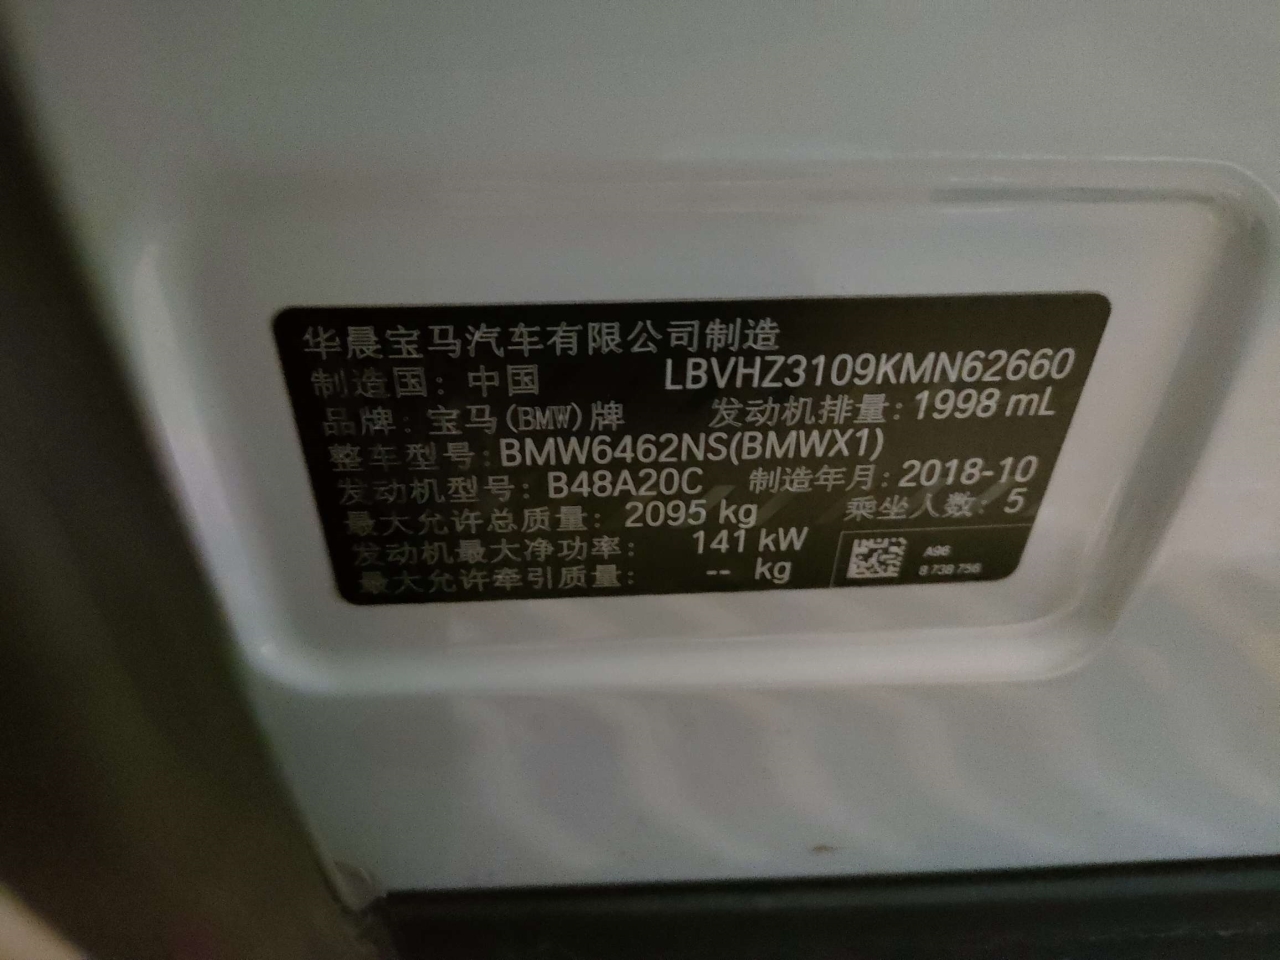 华晨宝马汽车有限公司制造
制造国：中国 LBVHZ3109KMN62660
品牌：宝马(BMW)牌 发动机排量：1998 mL
整车型号：BMW6462NS(BMWX1)
发动机型号：B48A20C 制造年月：2018-10
最大允许总质量：2095 kg 乘坐人数：5
发动机最大净功率：141 kW
最大允许牵引质量：-- kg
A96
8 738 756